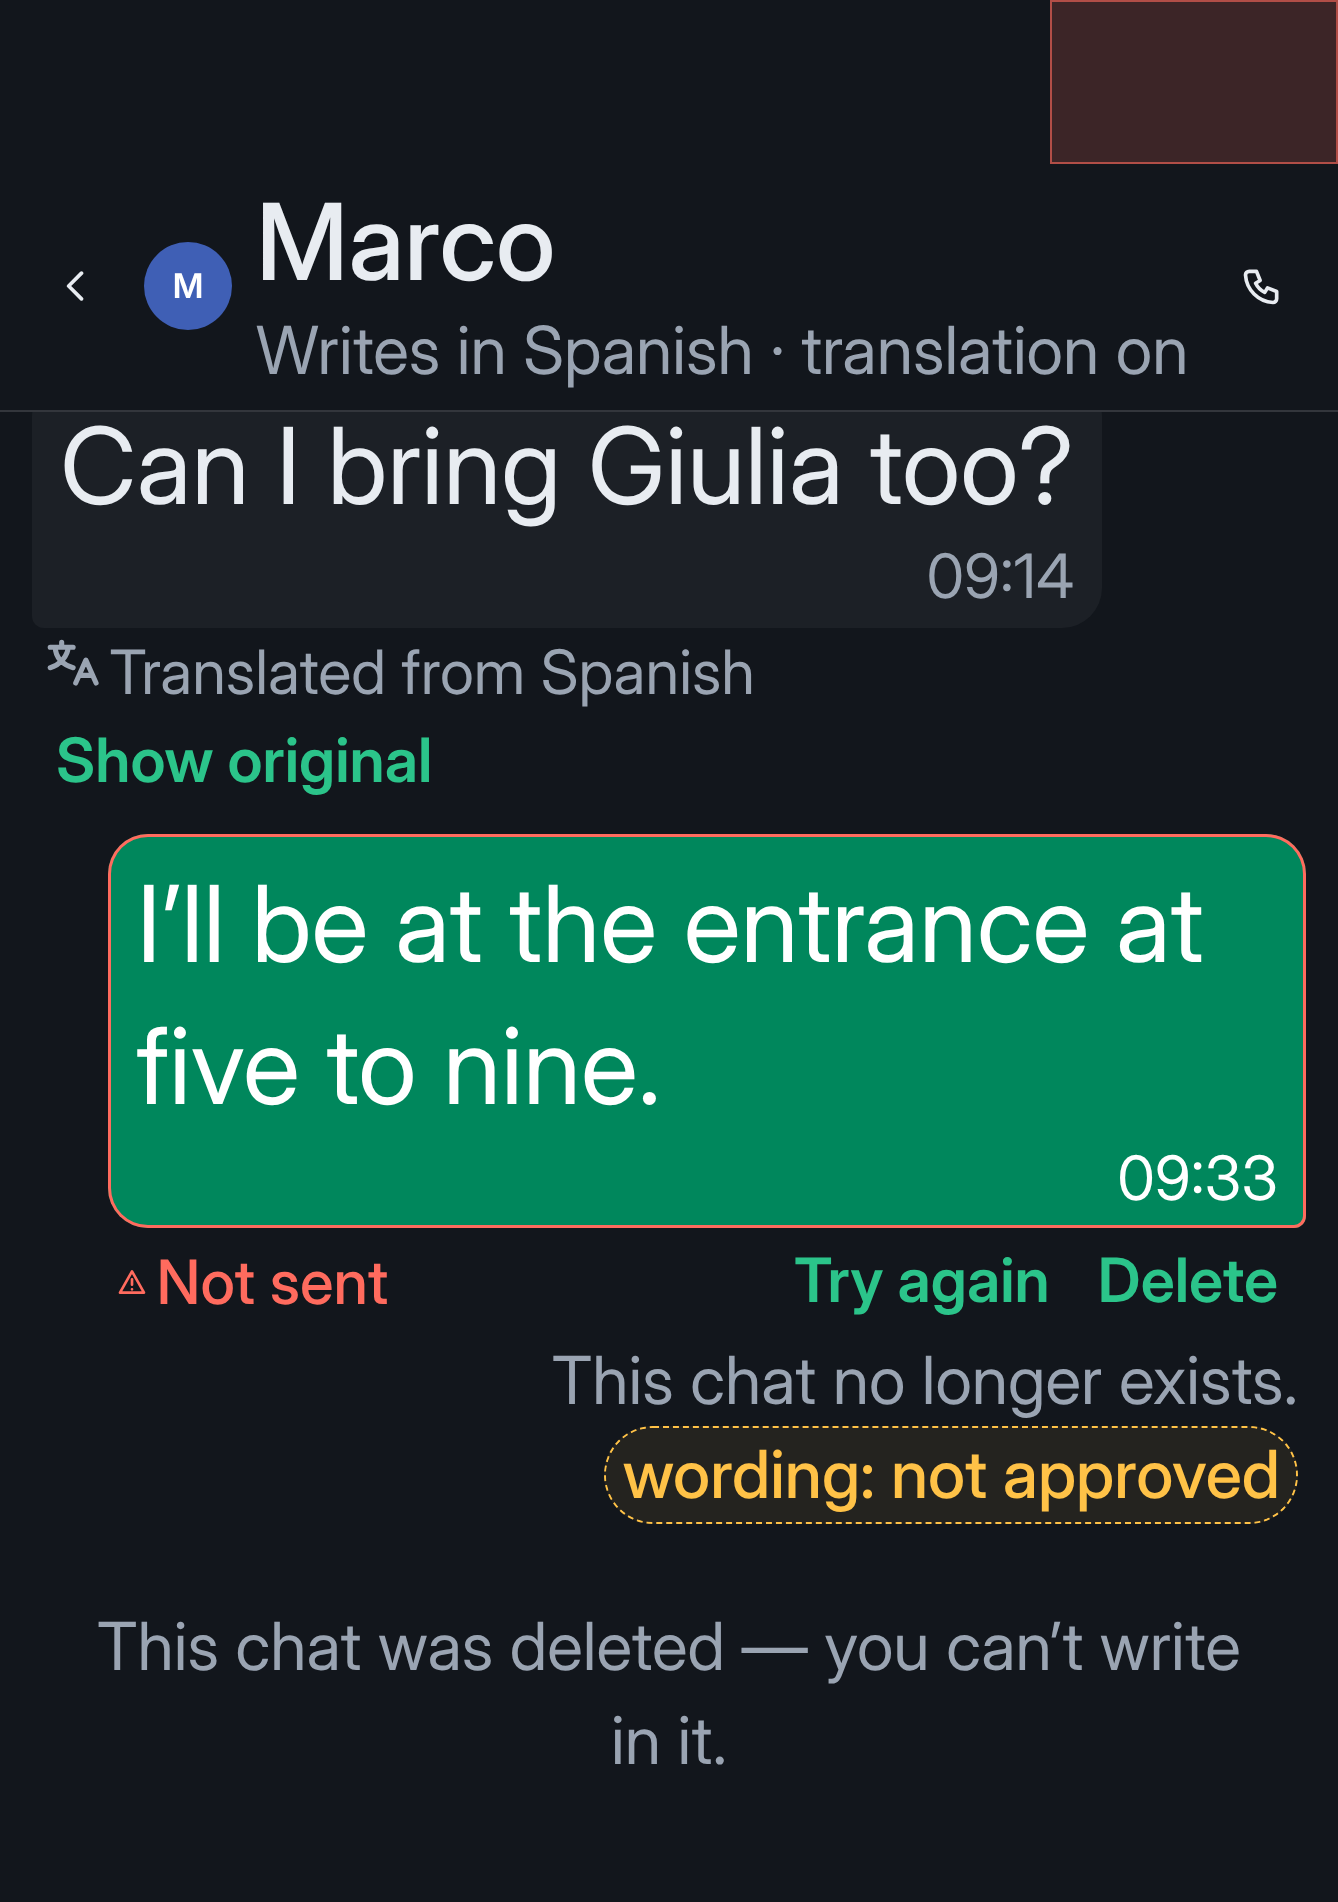 Marco
M
Writes in Spanish · translation on
Can I bring Giulia too?
09:14
Translated from Spanish
Show original
I’ll be at the entrance at
five to nine.
09:33
Not sent
Try again
Delete
This chat no longer exists.
wording: not approved
This chat was deleted — you can’t write
in it.